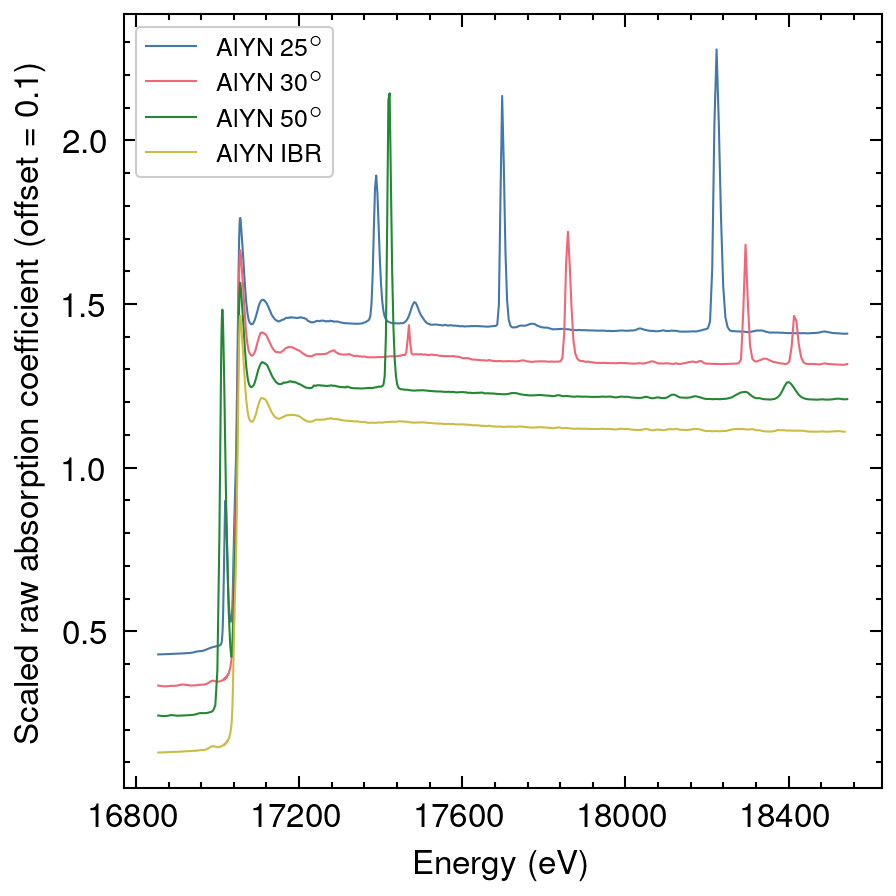 AlYN 25°
AlYN 30°
AlYN 50°
AlYN IBR
Scaled raw absorption coefficient (offset = 0.1)
2.0
1.5
1.0
0.5
16800 17200 17600 18000 18400
Energy (eV)